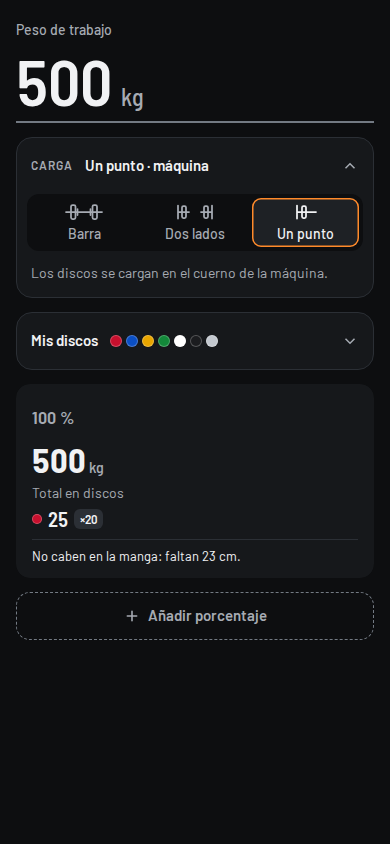 Peso de trabajo
500 kg
CARGA Un punto · máquina
Barra Dos lados Un punto
Los discos se cargan en el cuerno de la máquina.
Mis discos
100 %
500 kg
Total en discos
25 ×20
No caben en la manga: faltan 23 cm.
Añadir porcentaje